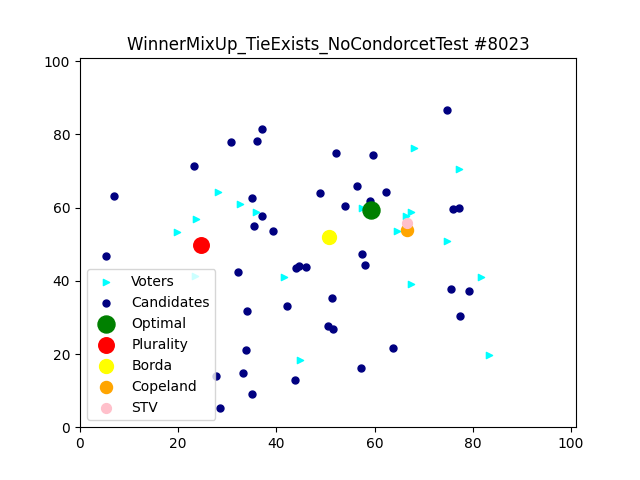 WinnerMixUp_TieExists_NoCondorcetTest #8023
100
80
60
40
20
0
Voters
Candidates
Optimal
Plurality
Borda
Copeland
STV
0 20 40 60 80 100